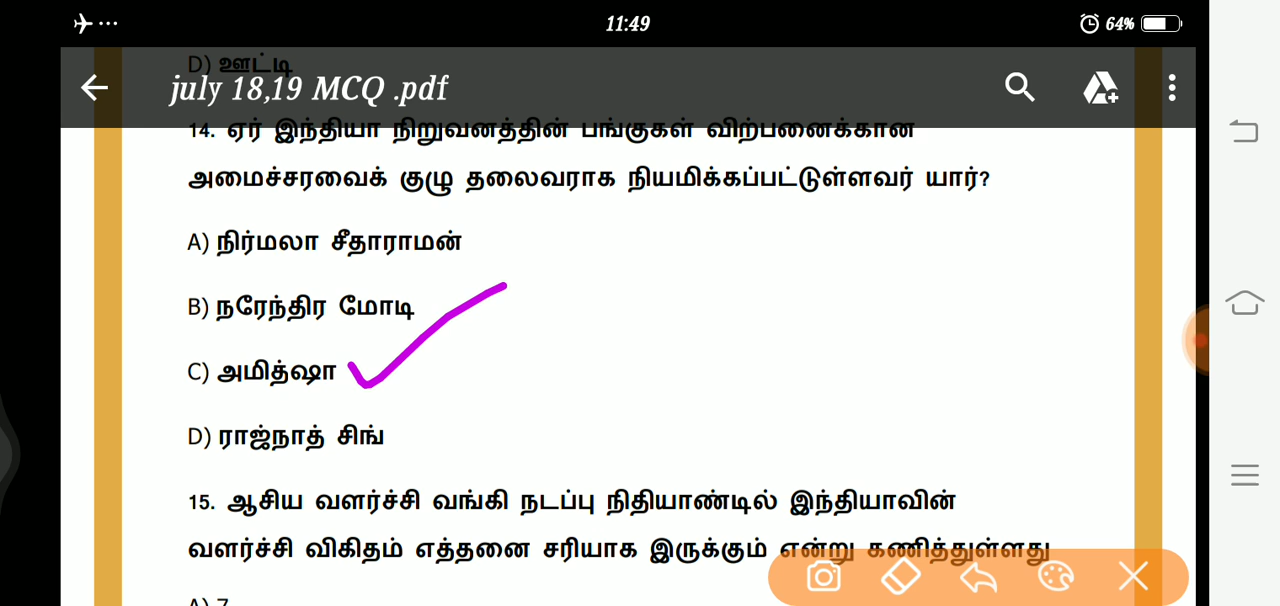 11:49
64%
D) ஊட்டி
july 18,19 MCQ .pdf
14. ஏர் இந்தியா நிறுவனத்தின் பங்குகள் விற்பனைக்கான
அமைச்சரவைக் குழு தலைவராக நியமிக்கப்பட்டுள்ளவர் யார்?
A) நிர்மலா சீதாராமன்
B) நரேந்திர மோடி
C) அமித்ஷா
D) ராஜ்நாத் சிங்
15. ஆசிய வளர்ச்சி வங்கி நடப்பு நிதியாண்டில் இந்தியாவின்
வளர்ச்சி விகிதம் எத்தனை சரியாக இருக்கும் என்று கணித்துள்ளது
A) 7